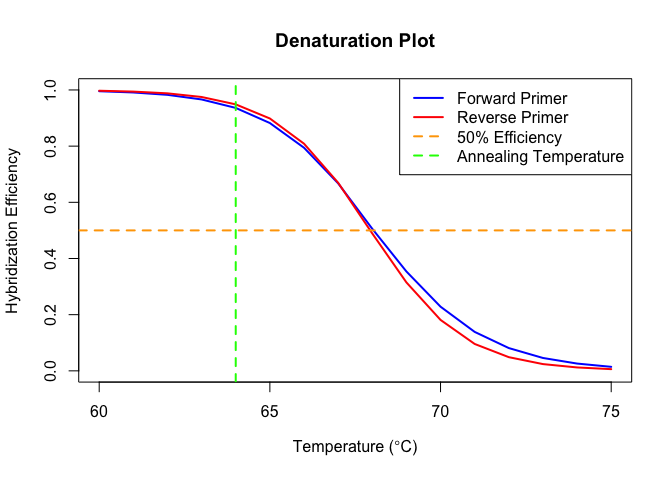 Denaturation Plot
Forward Primer
Reverse Primer
50% Efficiency
Annealing Temperature
Hybridization Efficiency
1.0
0.8
0.6
0.4
0.2
0.0
60
65
70
75
Temperature (°C)